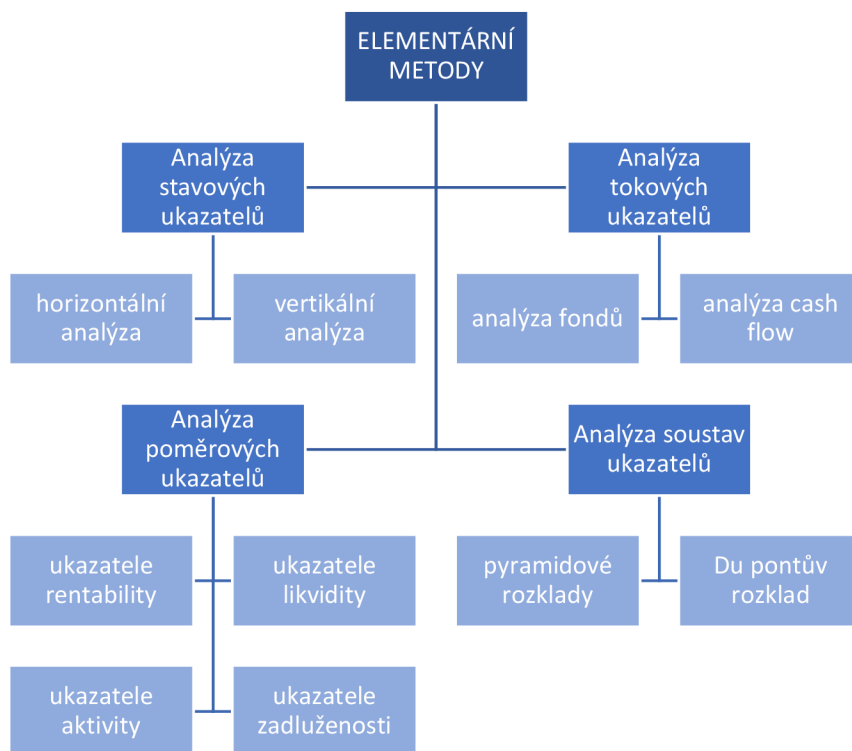 ELEMENTÁRNÍ
METODY
Analýza
stavových
ukazatelů
Analýza
tokových
ukazatelů
horizontální
analýza
vertikální
analýza
analýza fondů
analýza cash
flow
Analýza
poměrových
ukazatelů
Analýza soustav
ukazatelů
ukazatele
rentability
ukazatele
likvidity
pyramidové
rozklady
Du pontův
rozklad
ukazatele
aktivity
ukazatele
zadluženosti